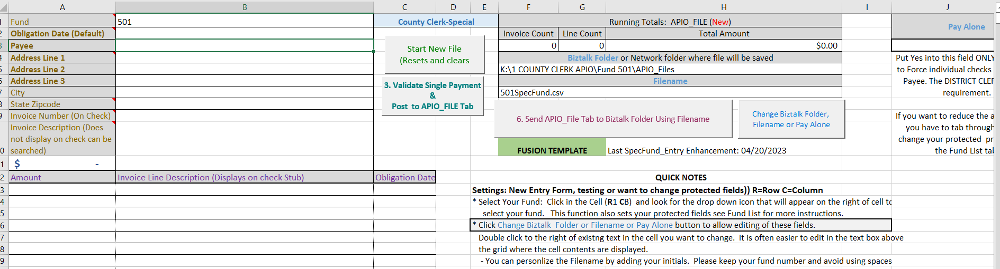 A B C D E F G H I J
1 Fund 501 County Clerk-Special Running Totals: APIO_FILE (New)
2 Obligation Date (Default) Invoice Count Line Count Total Amount Pay Alone
3 Payee 0 0 $0.00
Start New File
(Resets and clears
4 Address Line 1 Biztalk Folder or Network folder where file will be saved Put Yes into this field ONLY
5 Address Line 2 K:\1 COUNTY CLERK APIO\Fund 501\APIO_Files to Force individual checks
6 Address Line 3 Filename Payee. The DISTRICT CLER
3. Validate Single Payment
&
Post to APIO_FILE Tab
7 City 501SpecFund.csv requirement.
8 State Zipcode
9 Invoice Number (On Check) If you want to reduce the a
6. Send APIO_File Tab to Biztalk Folder Using Filename
Change Biztalk Folder,
Filename or Pay Alone
Invoice Description (Does you have to tab through
not display on check can be change your protected pr
0 searched) FUSION TEMPLATE Last SpecFund_Entry Enhancement: 04/20/2023 the Fund List tab
1 $ -
2 Amount Invoice Line Description (Displays on check Stub) Obligation Date QUICK NOTES
3 Settings: New Entry Form, testing or want to change protected fields)) R=Row C=Column
4 * Select Your Fund: Click in the Cell (R1 CB) and look for the drop down icon that will appear on the right of cell to
5 select your fund. This function also sets your protected fields see Fund List for more instructions.
6 * Click Change Biztalk Folder or Filename or Pay Alone button to allow editing of these fields.
7 Double click to the right of existng text in the cell you want to change. It is often easier to edit in the text box above
8 the grid where the cell contents are displayed.
9 - You can personlize the Filename by adding your initials. Please keep your fund number and avoid using spaces